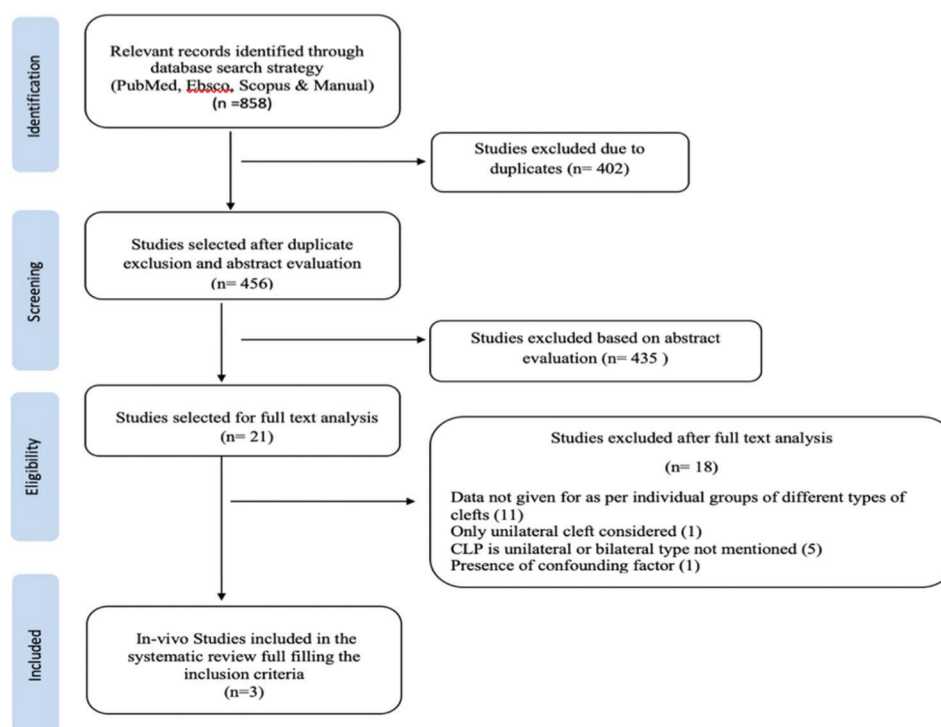 Identification
Relevant records identified through
database search strategy
(PubMed, Ebsco, Scopus & Manual)
(n =858)
Studies excluded due to
duplicates (n= 402)
Screening
Studies selected after duplicate
exclusion and abstract evaluation
(n= 456)
Studies excluded based on abstract
evaluation (n= 435 )
Eligibility
Studies selected for full text analysis
(n= 21)
Studies excluded after full text analysis
(n= 18)
Data not given for as per individual groups of different types of
clefts (11)
Only unilateral cleft considered (1)
CLP is unilateral or bilateral type not mentioned (5)
Presence of confounding factor (1)
Included
In-vivo Studies included in the
systematic review full filling the
inclusion criteria
(n=3)